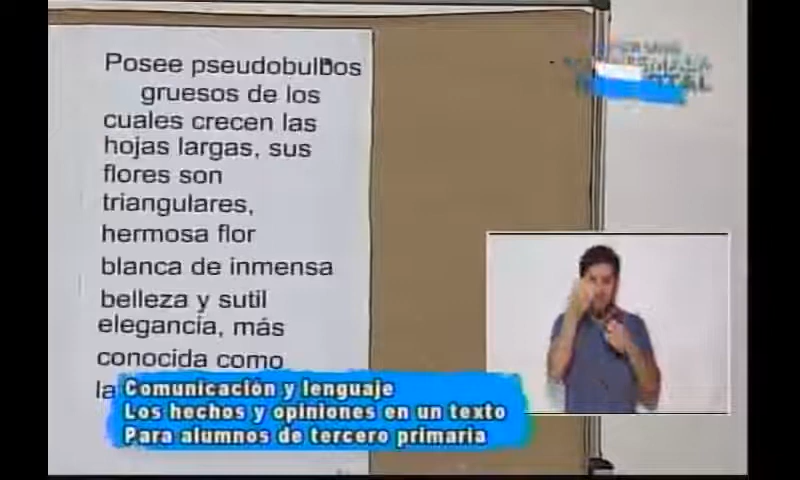 Posee pseudobulbos
gruesos de los
cuales crecen las
hojas largas, sus
flores son
triangulares,
hermosa flor
blanca de inmensa
belleza y sutil
elegancia, más
conocida como
la
Comunicación y lenguaje
Los hechos y opiniones en un texto
Para alumnos de tercero primaria